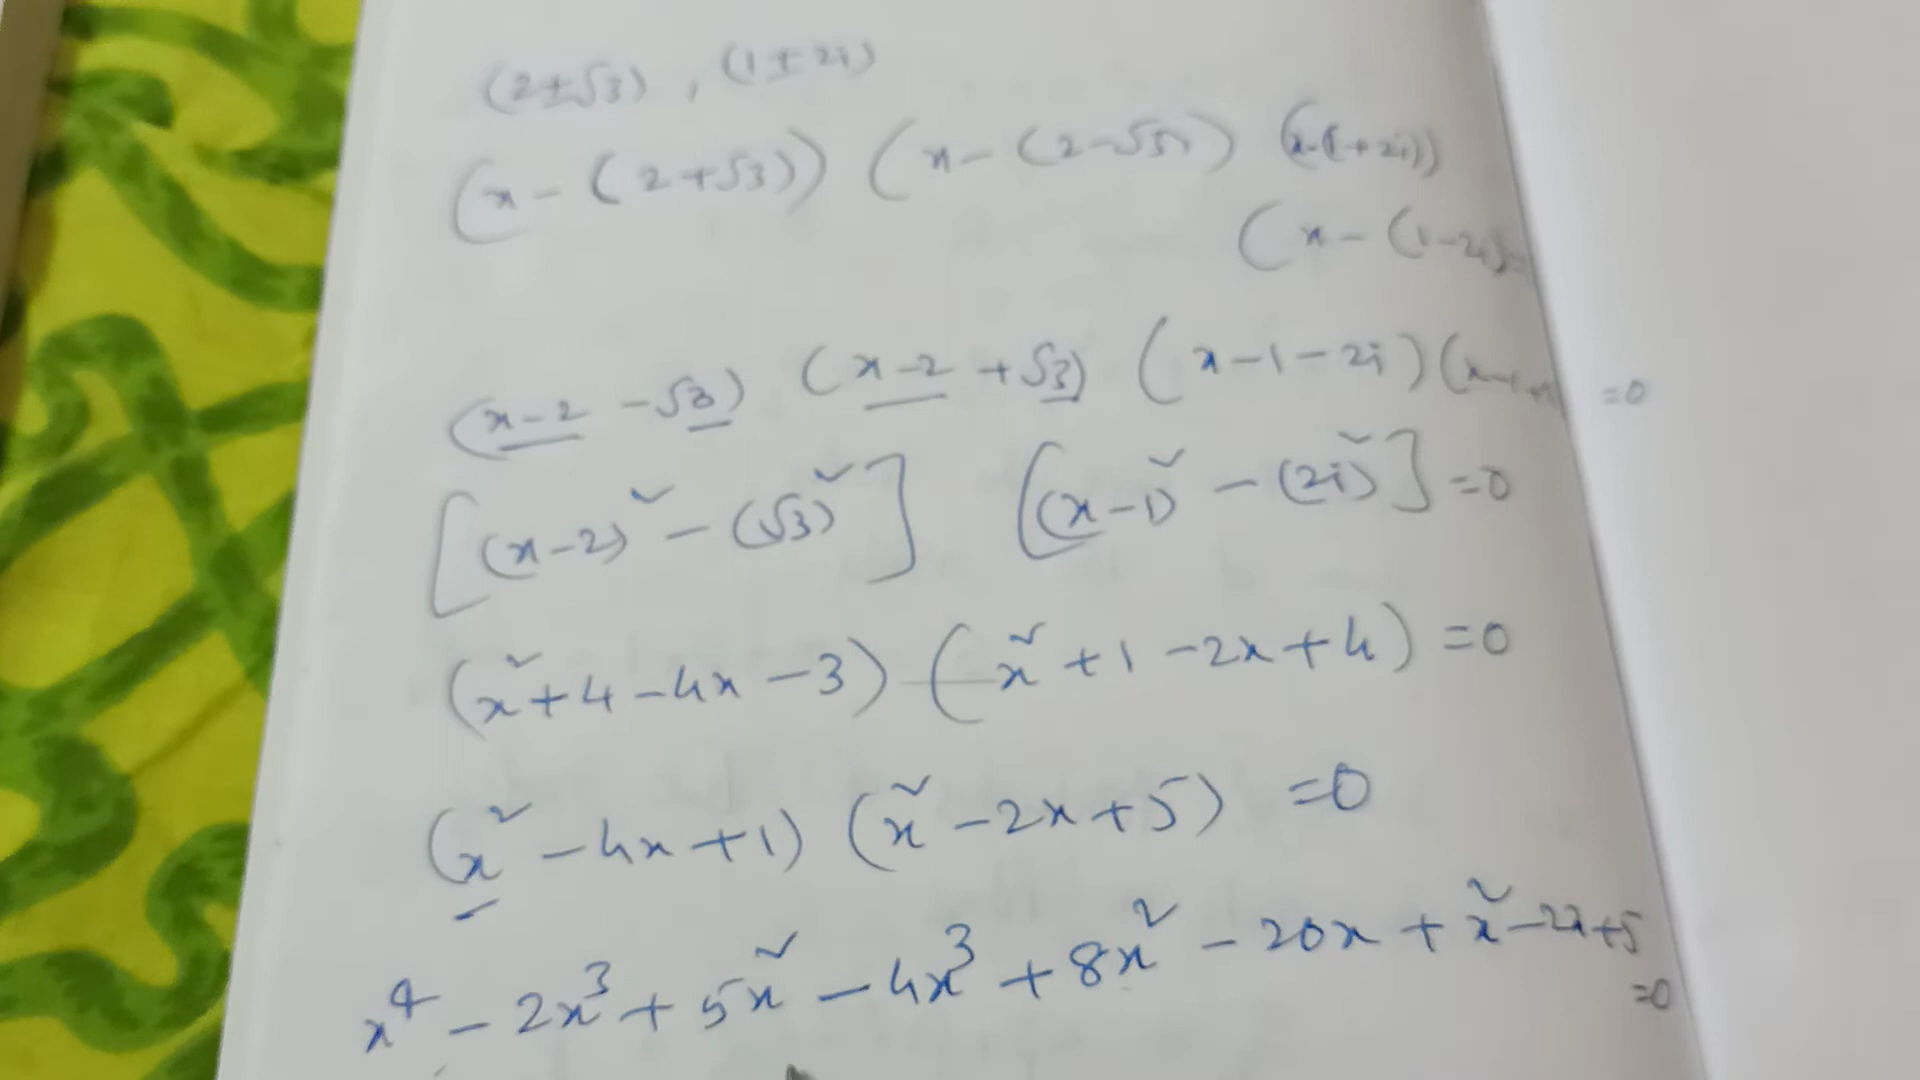 (2±√3) , (1±2i)
(x-(2+√3)) (x-(2-√3)) (x-(1+2i))
(x-(1-2i)=
(x-2-√3) (x-2+√3) (x-1-2i)(x-1+2i) =0
[(x-2)²-(√3)²] [(x-1)²-(2i)²]=0
(x²+4-4x-3) (x²+1-2x+4)=0
(x²-4x+1) (x²-2x+5) =0
x⁴-2x³+5x²-4x³+8x²-20x+x²-2x+5
=0